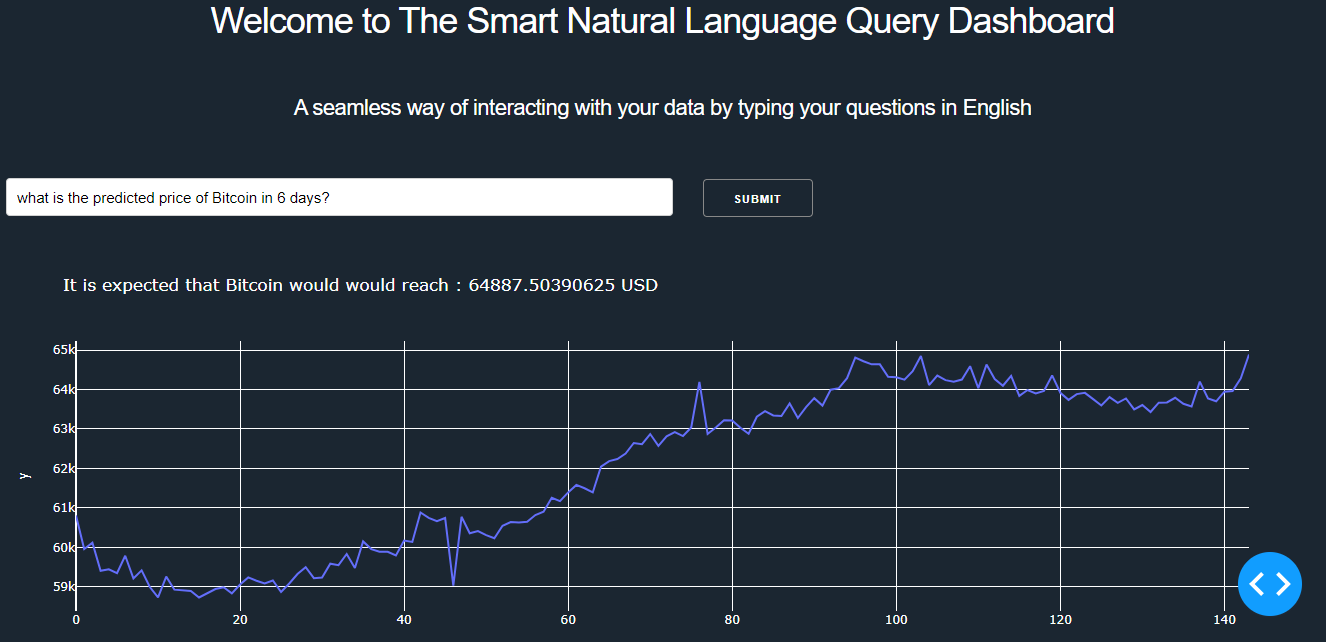 Welcome to The Smart Natural Language Query Dashboard
A seamless way of interacting with your data by typing your questions in English
what is the predicted price of Bitcoin in 6 days?
SUBMIT
It is expected that Bitcoin would would reach : 64887.50390625 USD
65k
64k
63k
62k
61k
60k
59k
y
0 20 40 60 80 100 120 140